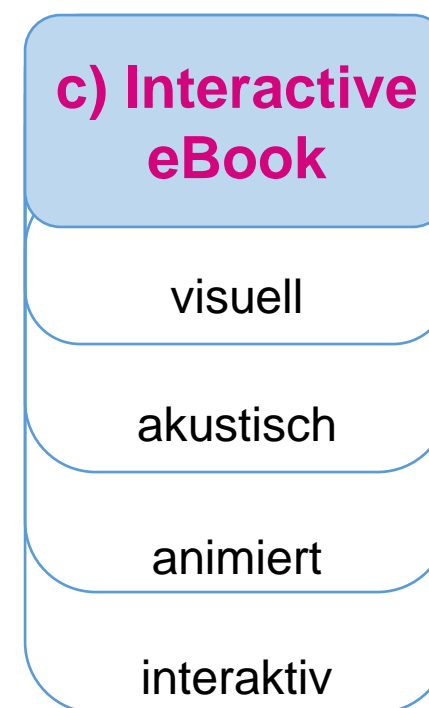 c) Interactive
eBook
visuell
akustisch
animiert
interaktiv